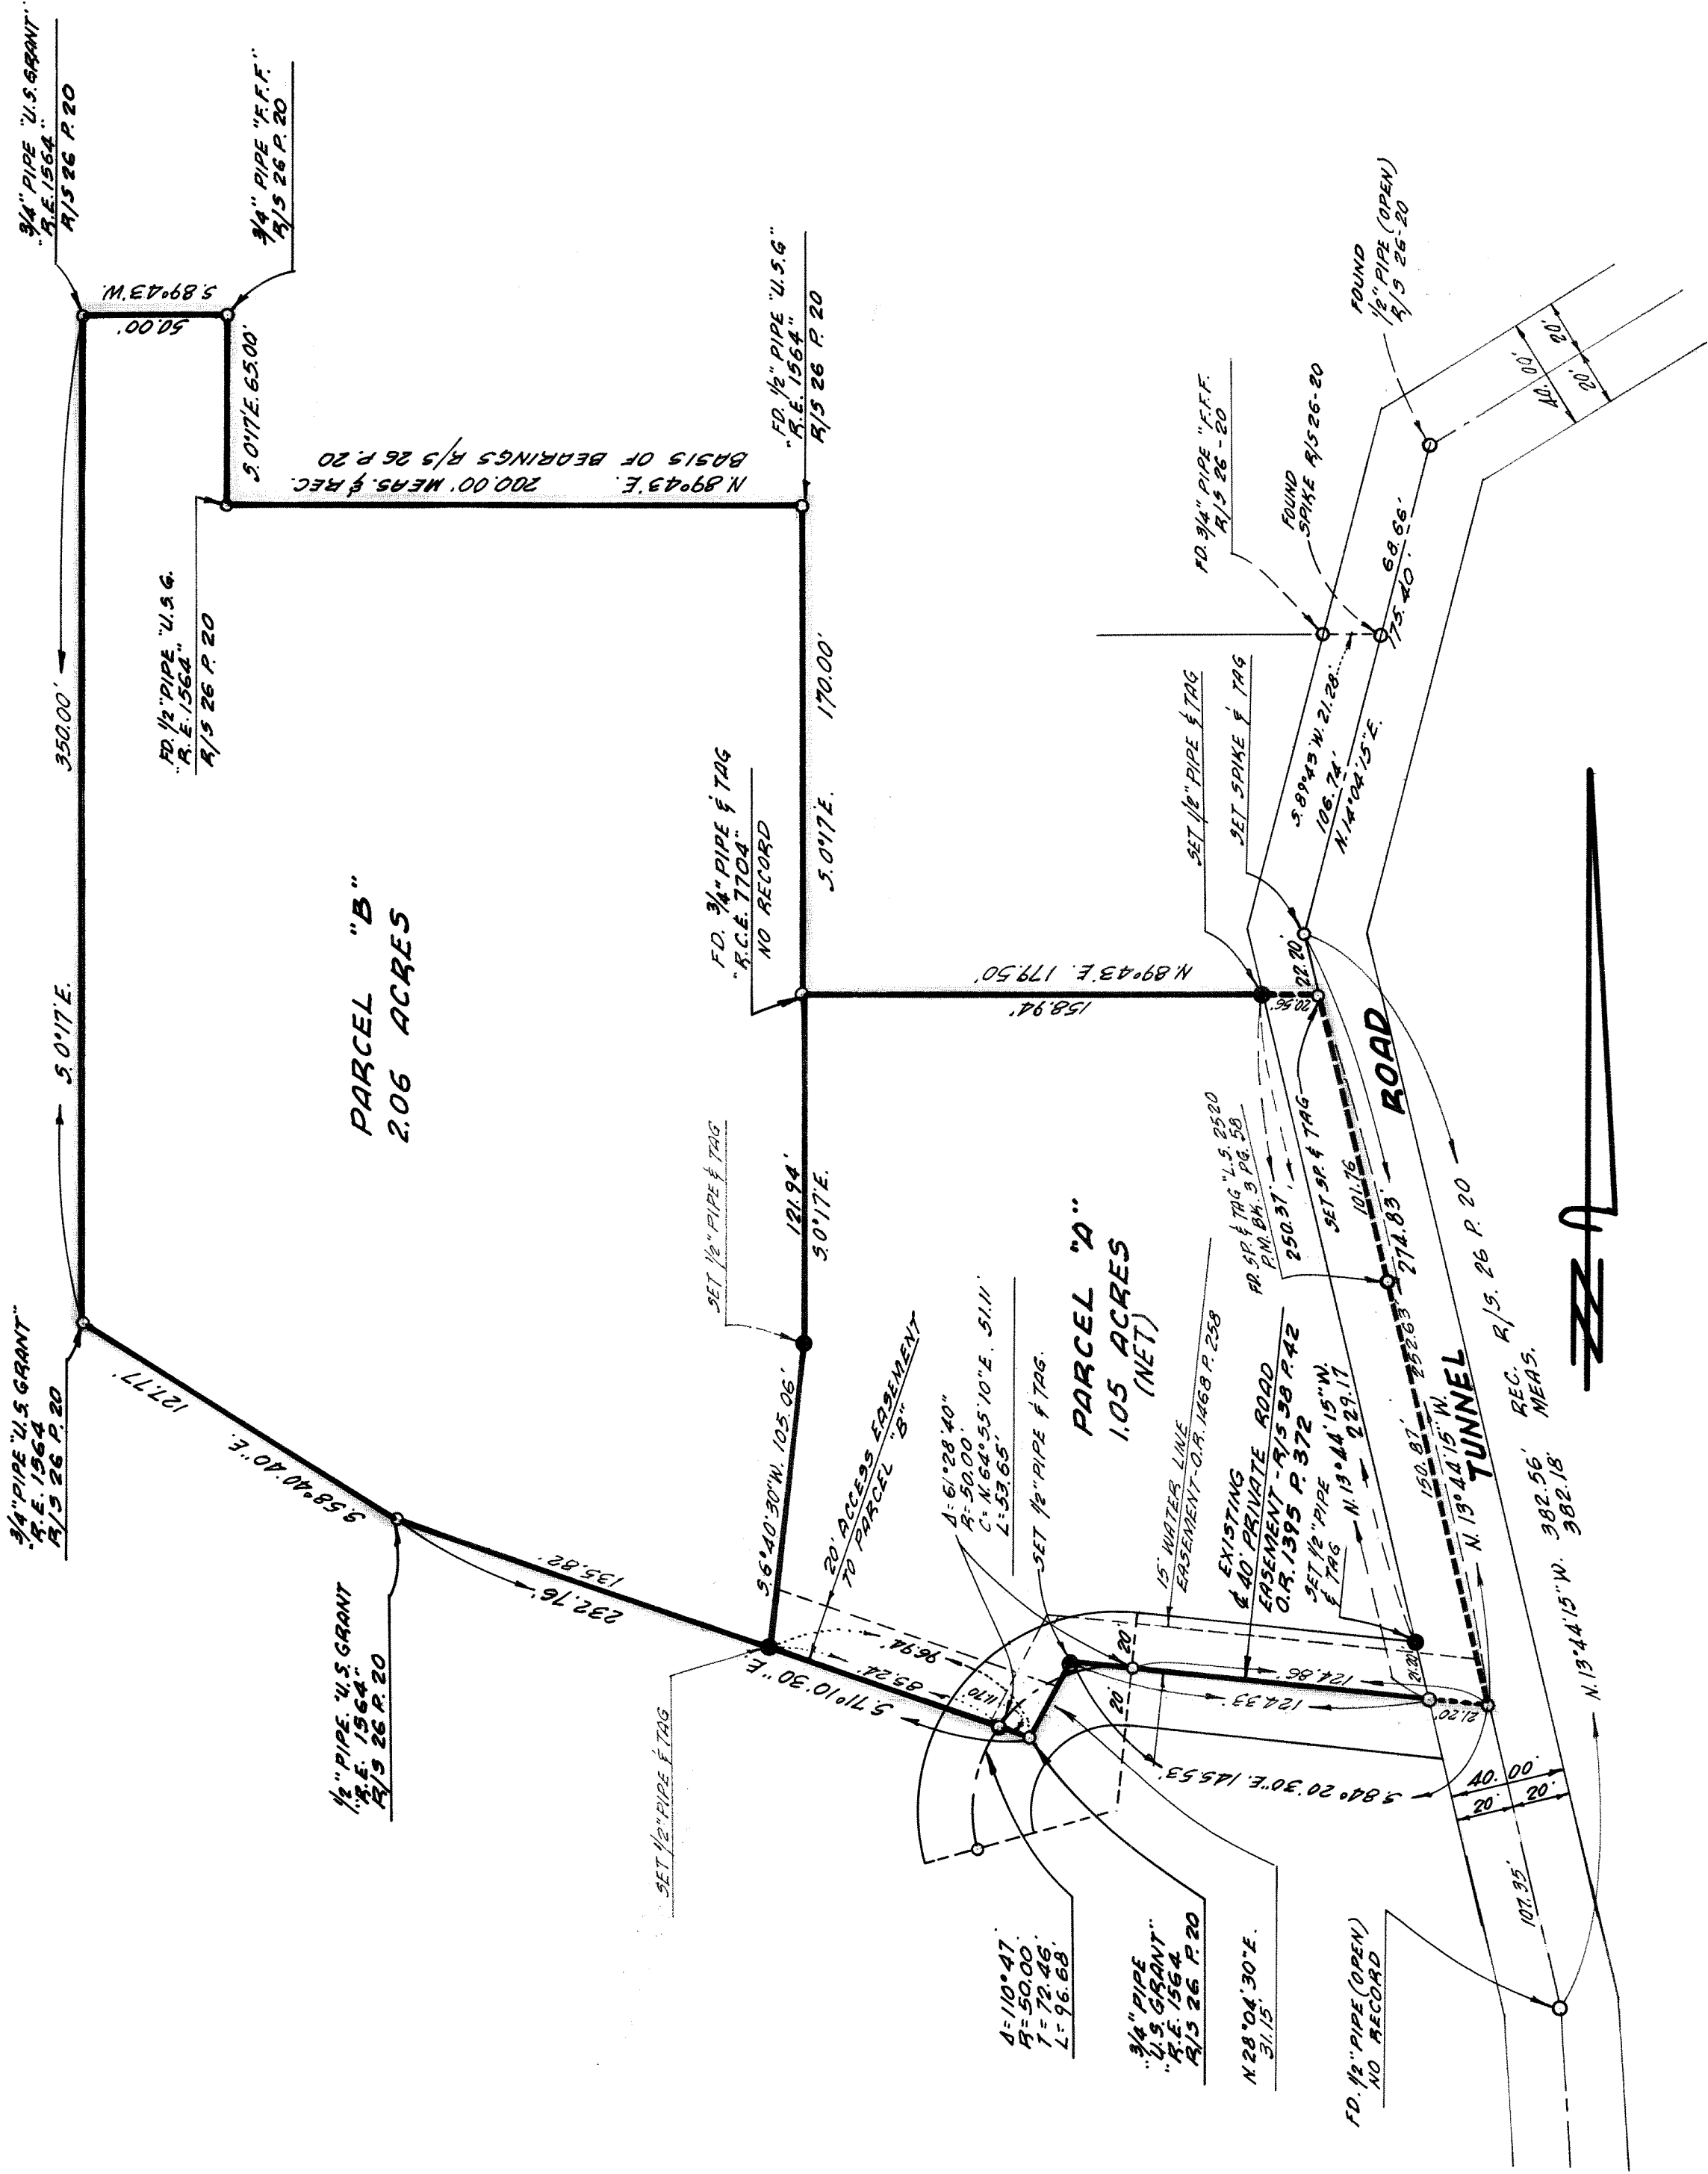 3/4" PIPE "U.S.GRANT"
"R.E.1564"
R/S 26 P. 20
3/4" PIPE "F.F.F."
R/S 26 P. 20
S.89°43'W.
50.00'
S.0°17'E. 65.00'
350.00'
S.0°17'E.
FD. 1/2" PIPE "U.S.G.
"R.E.1564"
R/S 26 P. 20
N.89°43'E. 200.00' MEAS. & REC.
BASIS OF BEARINGS R/S 26 P. 20
FD. 1/2" PIPE "U.S.G"
"R.E. 1564"
R/S 26 P. 20
PARCEL "B"
2.06 ACRES
FD. 3/4" PIPE & TAG
"R.C.E. 7704"
NO RECORD
S.0°17'E. 170.00'
3/4" PIPE "U.S. GRANT"
"R.E. 1564
R/S 26 P. 20
127.77'
S.58°40'40"E.
1/2" PIPE "U.S. GRANT
"R.E. 1564"
R/S 26 P. 20
135.82'
232.76'
SET 1/2" PIPE & TAG
121.94'
S.0°17'E.
S.6°40'30"W. 105.06'
20' ACCESS EASEMENT
TO PARCEL "B"
SET 1/2" PIPE & TAG
S.71°10'30"E.
85.24'
96.94'
11.70'
Δ=61°28'40"
R=50.00'
C=N.64°55'10"E. 51.11'
L=53.65'
SET 1/2" PIPE & TAG.
PARCEL "A"
1.05 ACRES
(NET)
15' WATER LINE
EASEMENT-O.R. 1468 P. 258
EXISTING
℄ 40' PRIVATE ROAD
EASEMENT-R/S 38 P. 42
O.R. 1395 P. 372
SET 1/2" PIPE
& TAG
N.13°44'15"W.
229.17
20'
20'
124.86'
124.33'
21.20'
21.20'
S.84°20'30"E. 145.53'
Δ=110°47'
R=50.00'
T=72.46'
L=96.68'
3/4" PIPE
"U.S. GRANT"
"R.E. 1564
R/S 26 P. 20
N.28°04'30"E.
31.15'
FD. 1/2" PIPE (OPEN)
NO RECORD
40.00'
20'
20'
107.35'
N.13°44'15"W. 382.56' REC. R/S. 26 P. 20
382.18' MEAS.
N.89°43'E. 179.50'
158.94'
20.56'
22.20'
SET 1/2" PIPE & TAG
SET SPIKE & TAG
FD. SP. & TAG "L.S. 2520
P.M. BK. 3 PG. 58
250.37'
SET SP. & TAG
101.76
274.83'
252.63'
150.87'
N.13°44'15"W.
TUNNEL ROAD
FD. 3/4" PIPE "F.F.F.
R/S 26-20
FOUND
SPIKE R/S 26-20
FOUND
1/2" PIPE (OPEN)
R/S 26-20
S.89°43'W. 21.28'
106.74'
N.14°04'15"E.
68.66'
175.40'
40.00'
20'
20'